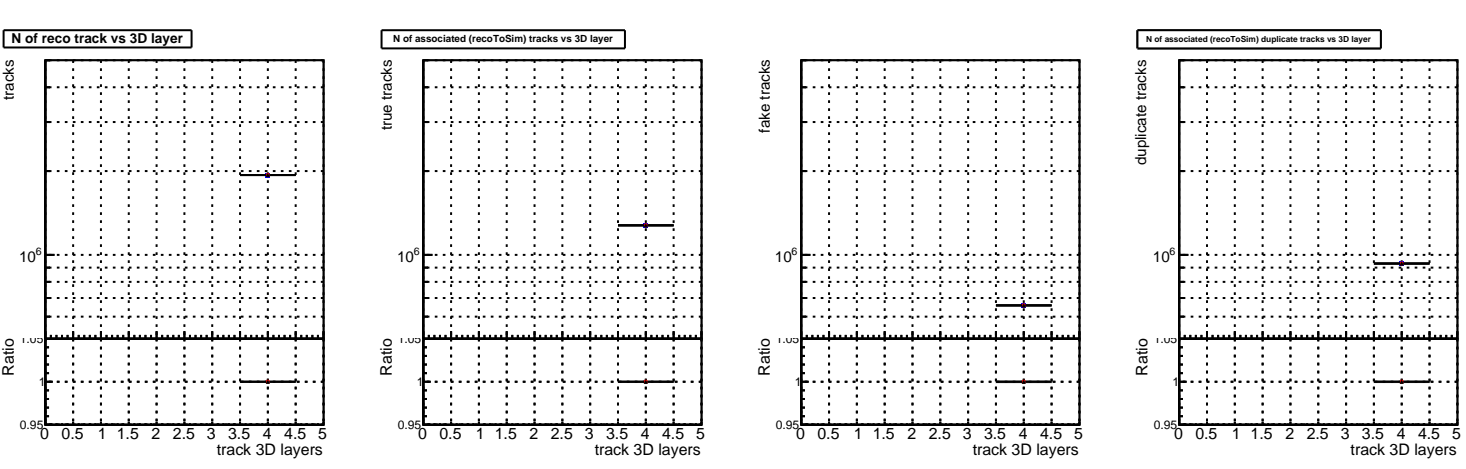 N of reco track vs 3D layer
N of associated (recoToSim) tracks vs 3D layer
N of associated (recoToSim) duplicate tracks vs 3D layer
tracks
true tracks
fake tracks
duplicate tracks
10^6
10^6
10^6
10^6
Ratio
Ratio
Ratio
Ratio
1.05
1.05
1.05
1.05
1
1
1
1
0.95
0.95
0.95
0.95
0 0.5 1 1.5 2 2.5 3 3.5 4 4.5 5
0 0.5 1 1.5 2 2.5 3 3.5 4 4.5 5
0 0.5 1 1.5 2 2.5 3 3.5 4 4.5 5
0 0.5 1 1.5 2 2.5 3 3.5 4 4.5 5
track 3D layers
track 3D layers
track 3D layers
track 3D layers